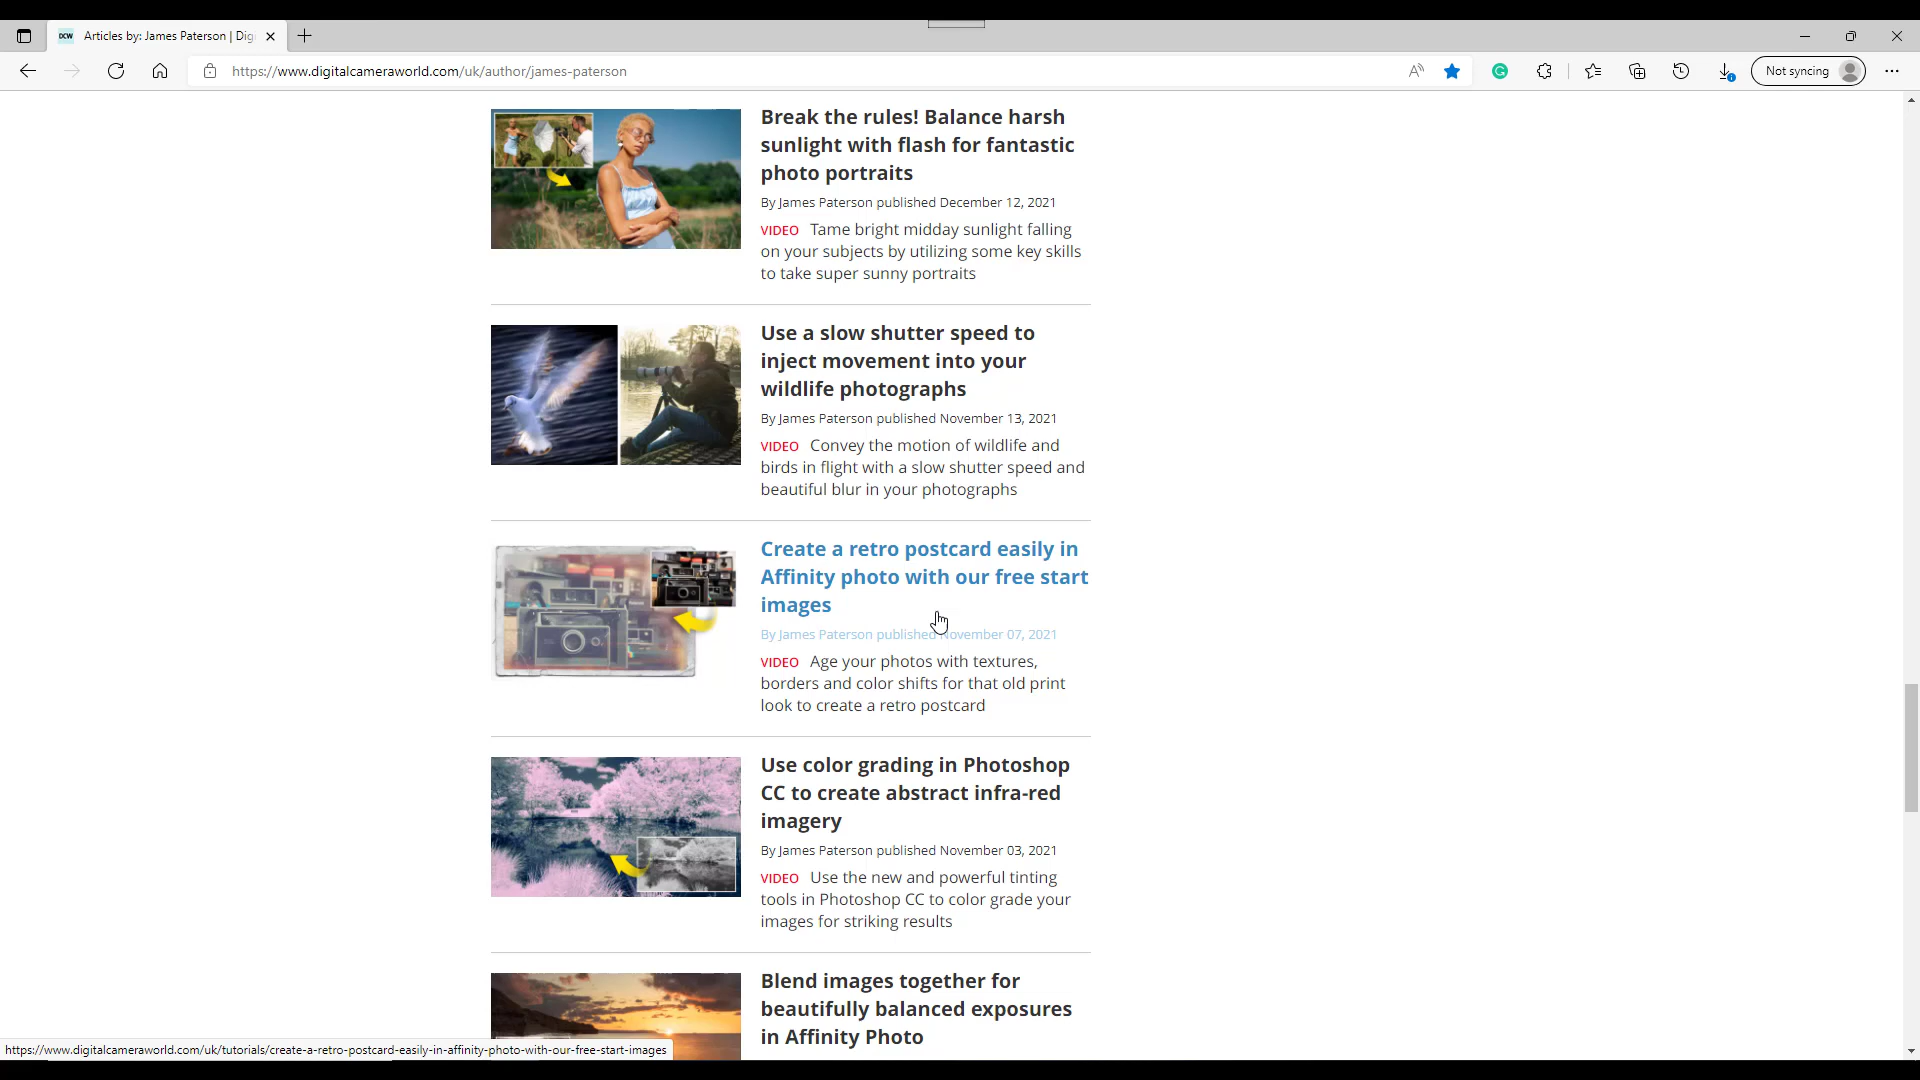 DCW Articles by: James Paterson | Dig
https://www.digitalcameraworld.com/uk/author/james-paterson
Not syncing
Break the rules! Balance harsh
sunlight with flash for fantastic
photo portraits
By James Paterson published December 12, 2021
VIDEO Tame bright midday sunlight falling
on your subjects by utilizing some key skills
to take super sunny portraits
Use a slow shutter speed to
inject movement into your
wildlife photographs
By James Paterson published November 13, 2021
VIDEO Convey the motion of wildlife and
birds in flight with a slow shutter speed and
beautiful blur in your photographs
Create a retro postcard easily in
Affinity photo with our free start
images
By James Paterson published November 07, 2021
VIDEO Age your photos with textures,
borders and color shifts for that old print
look to create a retro postcard
Use color grading in Photoshop
CC to create abstract infra-red
imagery
By James Paterson published November 03, 2021
VIDEO Use the new and powerful tinting
tools in Photoshop CC to color grade your
images for striking results
Blend images together for
beautifully balanced exposures
in Affinity Photo
https://www.digitalcameraworld.com/uk/tutorials/create-a-retro-postcard-easily-in-affinity-photo-with-our-free-start-images